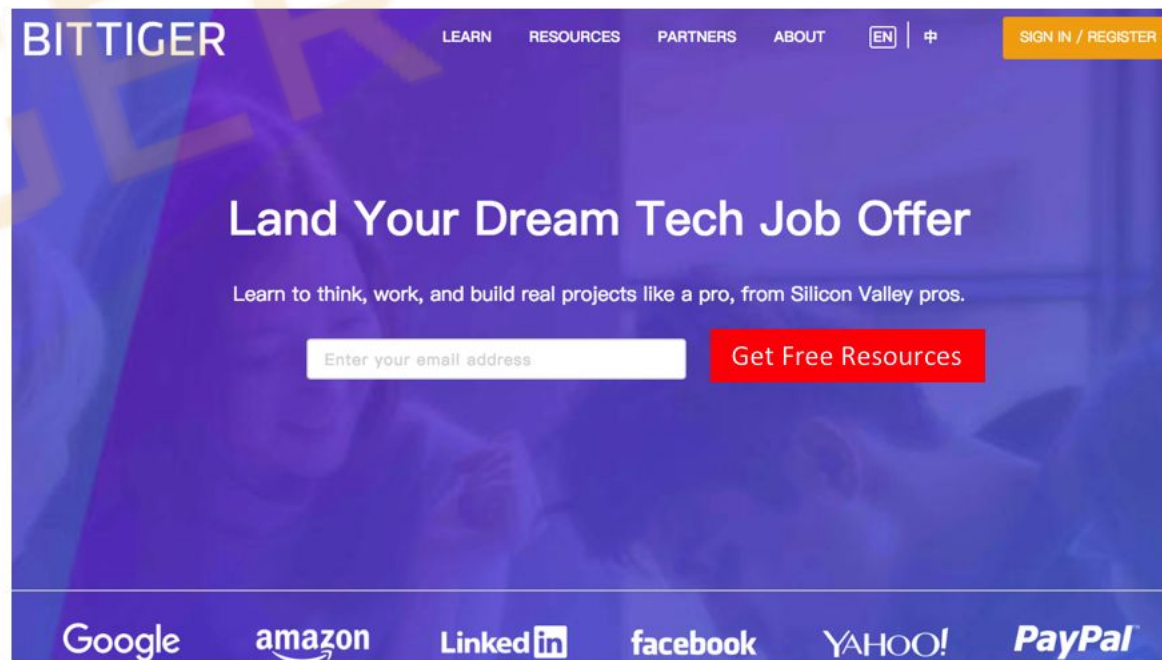 BITTIGER
LEARN RESOURCES PARTNERS ABOUT EN | 中 SIGN IN / REGISTER
Land Your Dream Tech Job Offer
Learn to think, work, and build real projects like a pro, from Silicon Valley pros.
Enter your email address Get Free Resources
Google amazon Linked in facebook YAHOO! PayPal